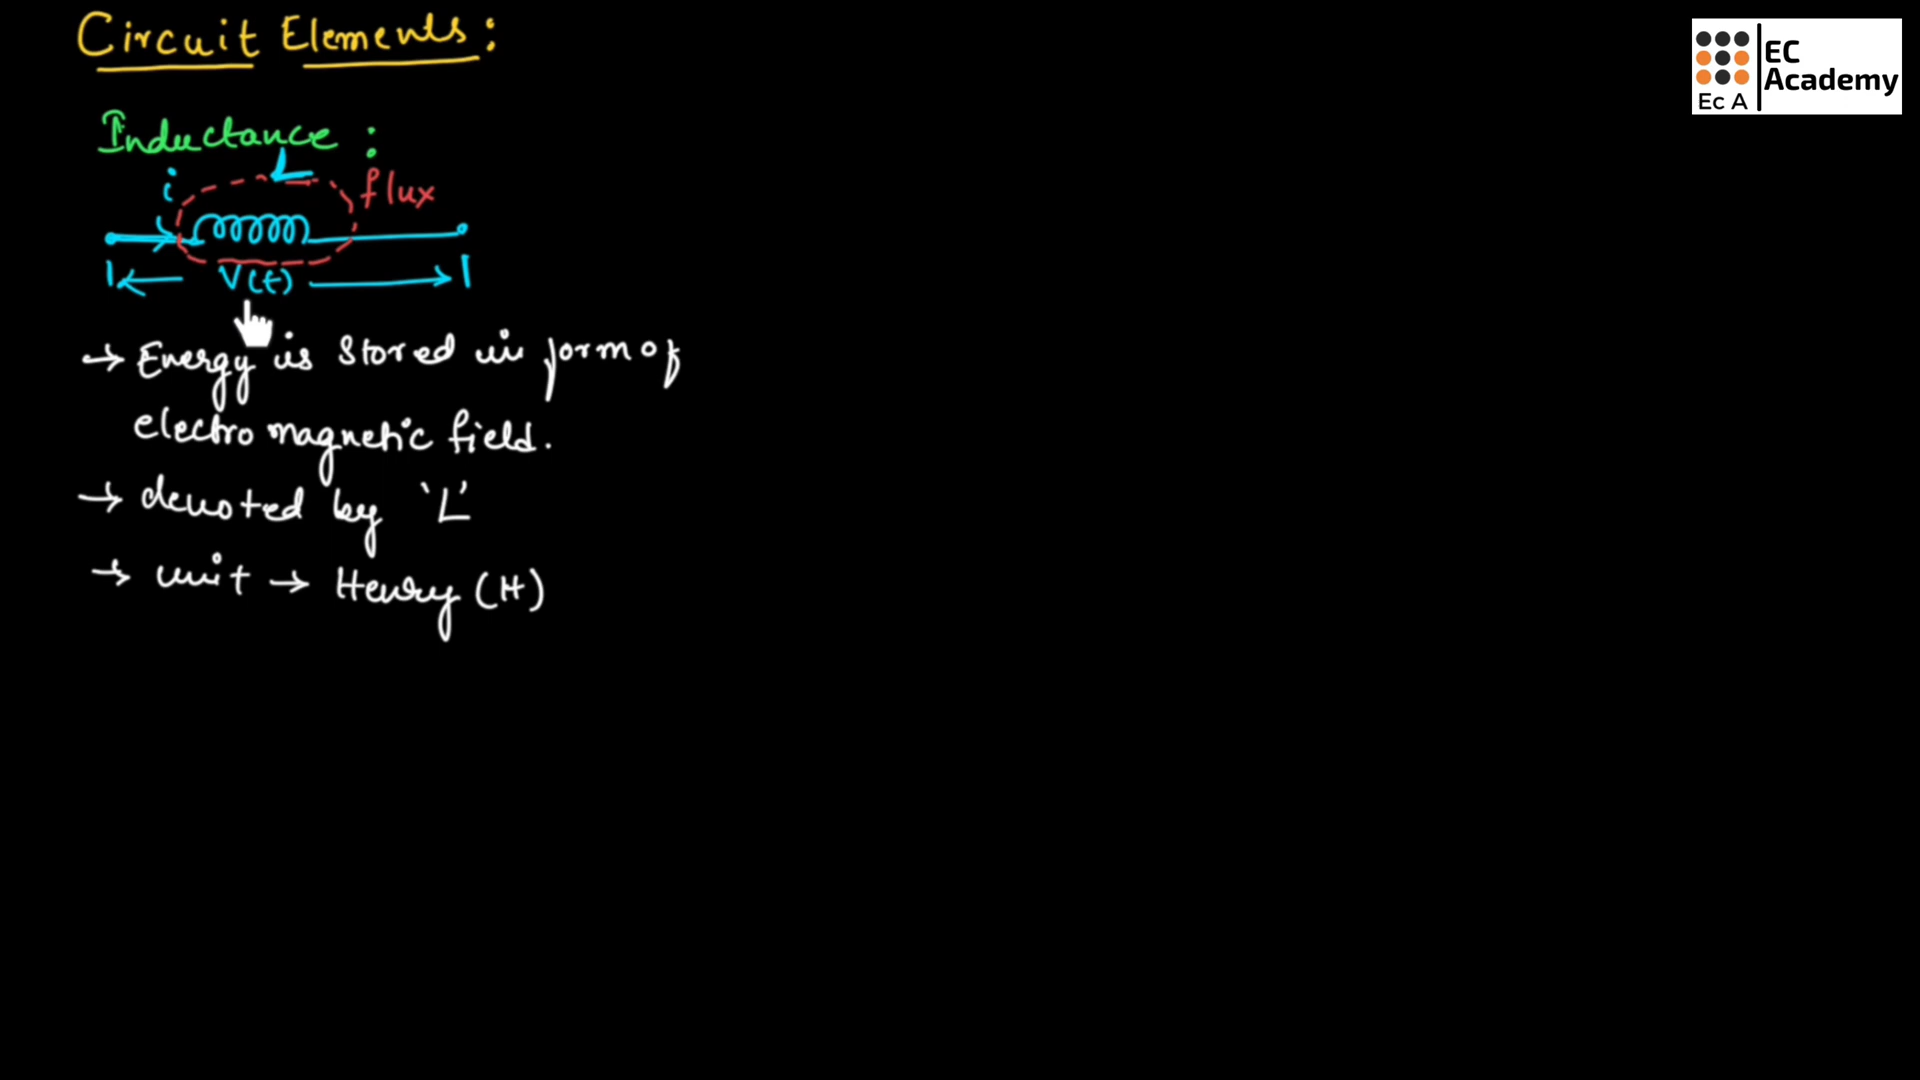 Circuit Elements:
EC
Academy
Ec A
Inductance :
L
i
flux
V(t)
→ Energy is stored in form of
electro magnetic field.
→ denoted by 'L'
→ unit → Henry (H)